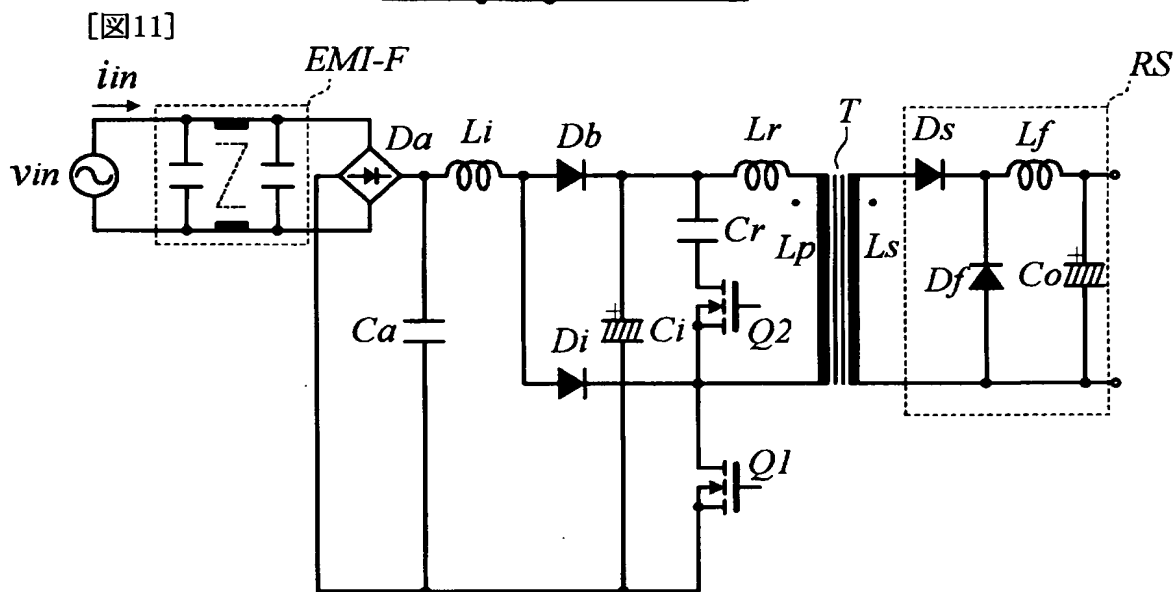 [図11]
iin
EMI-F
RS
vin
Da
Li
Db
Lr
T
Ds
Lf
Cr
Lp
Ls
Ca
Di
Ci
Q2
Df
Co
Q1